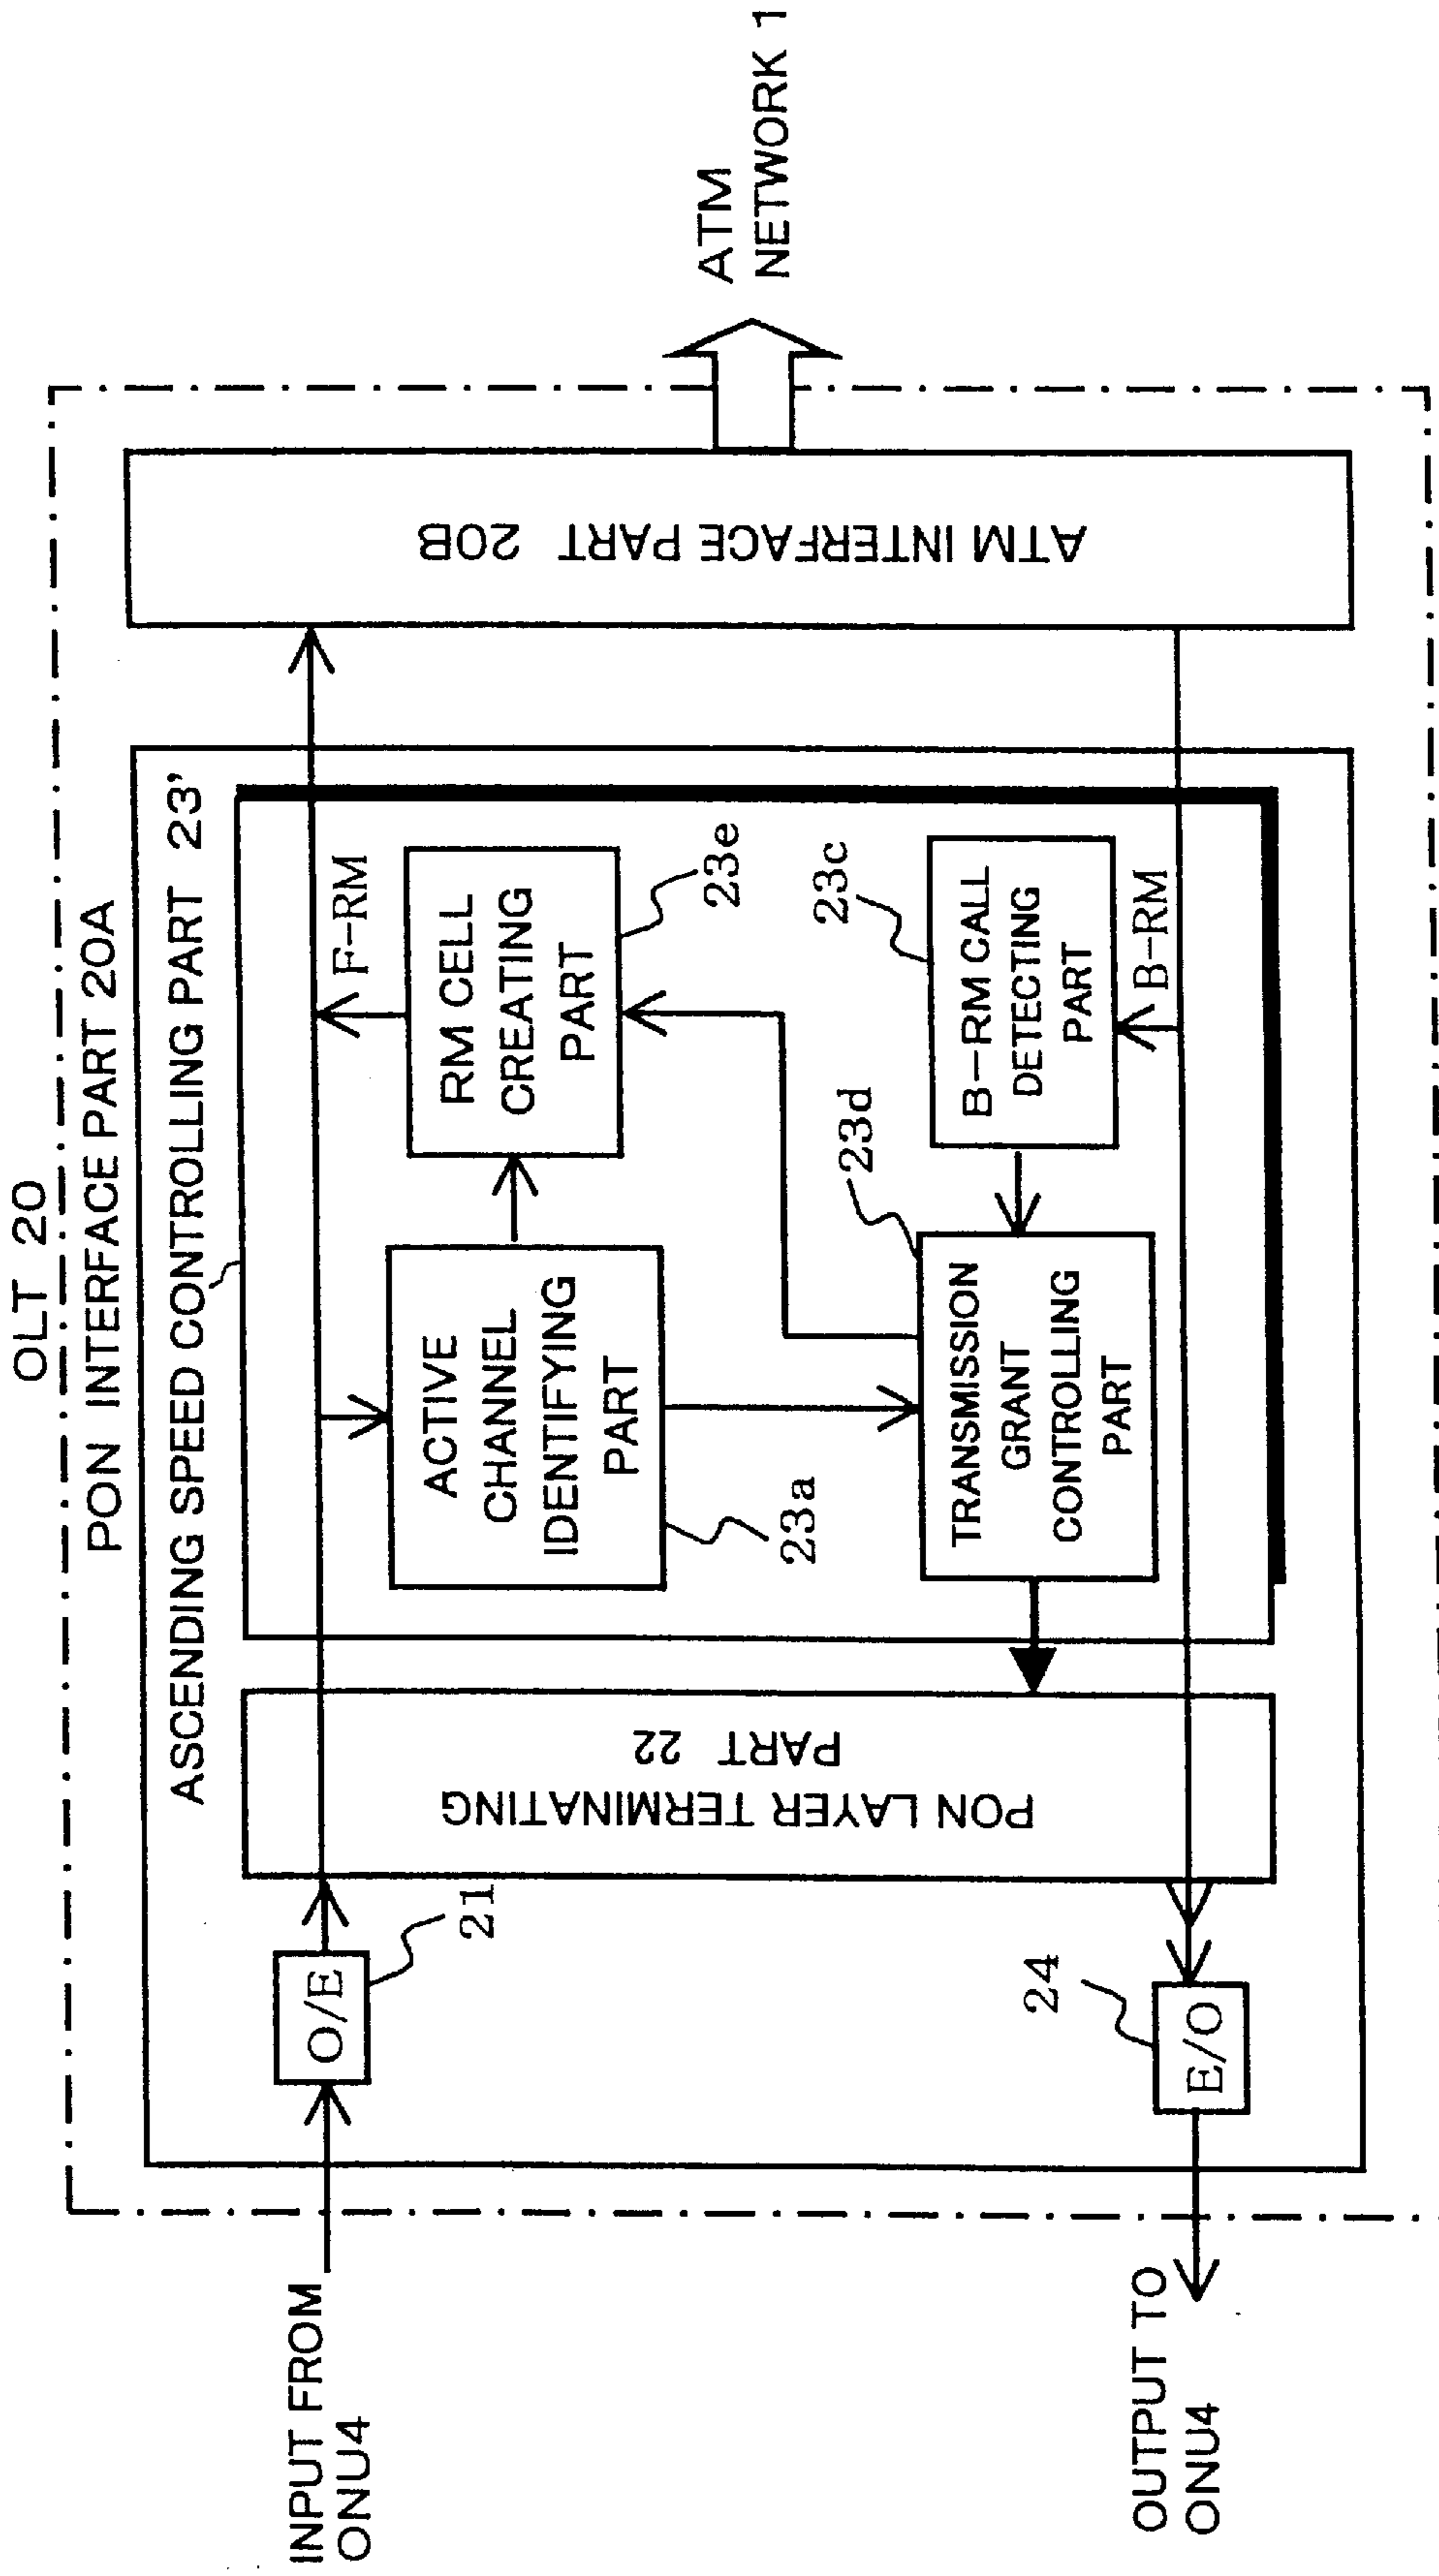 OLT 20
PON INTERFACE PART 20A
ASCENDING SPEED CONTROLLING PART 23'
INPUT FROM
ONU4
O/E
21
PON LAYER TERMINATING
PART 22
ACTIVE
CHANNEL
IDENTIFYING
PART
23a
RM CELL
CREATING
PART
23e
F-RM
TRANSMISSION
GRANT
CONTROLLING
PART
23d
B-RM CALL
DETECTING
PART
23c
B-RM
ATM INTERFACE PART 20B
ATM
NETWORK 1
E/O
24
OUTPUT TO
ONU4